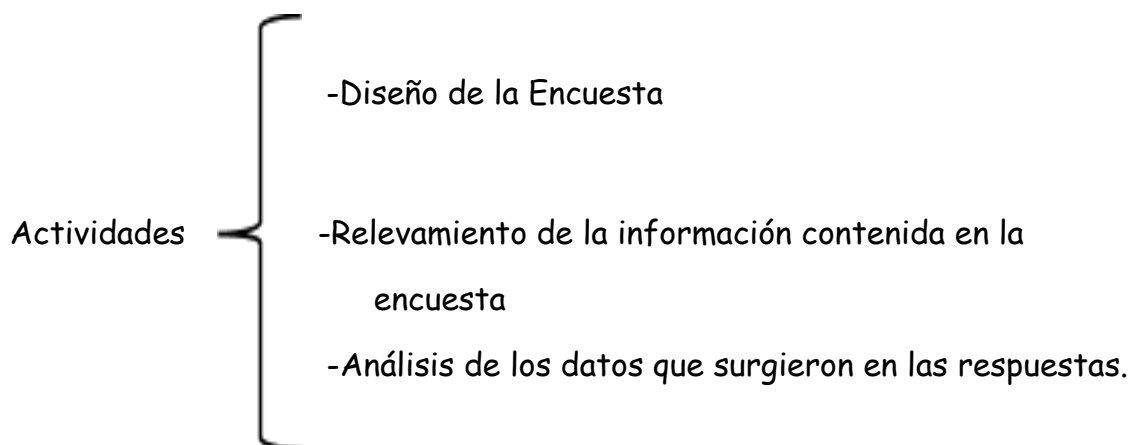 -Diseño de la Encuesta
Actividades -Relevamiento de la información contenida en la
encuesta
-Análisis de los datos que surgieron en las respuestas.